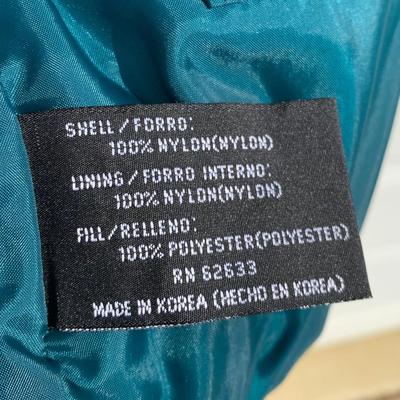 SHELL/FORRO:
100% NYLON(NYLON)
LINING/FORRO INTERNO:
100% NYLON(NYLON)
FILL/RELLENO:
100% POLYESTER(POLYESTER)
RN 62633
MADE IN KOREA (HECHO EN KOREA)